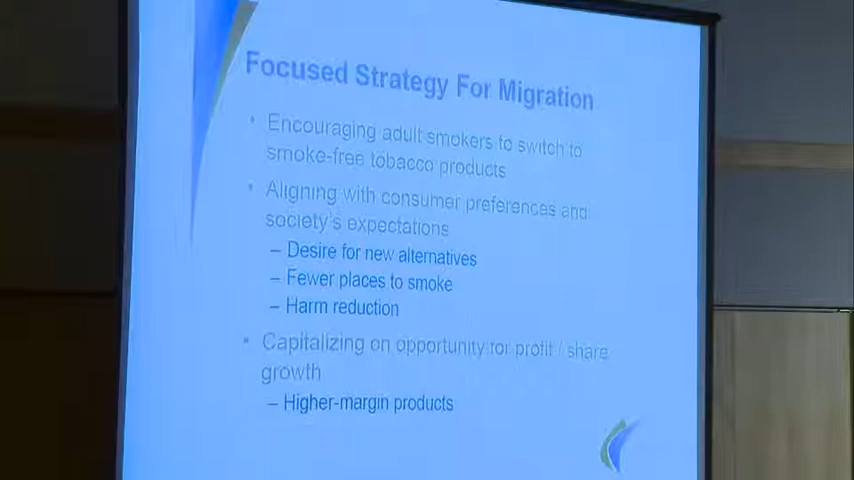 Focused Strategy For Migration
• Encouraging adult smokers to switch to
smoke-free tobacco products
• Aligning with consumer preferences and
society's expectations
– Desire for new alternatives
– Fewer places to smoke
– Harm reduction
• Capitalizing on opportunity for profit / share
growth
– Higher-margin products